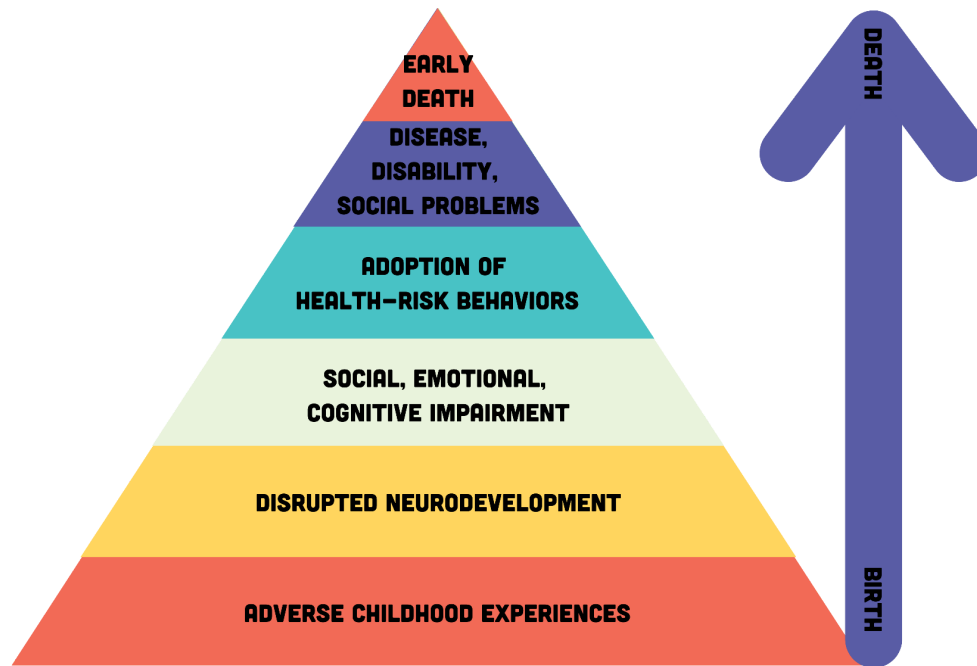 EARLY
DEATH
DISEASE,
DISABILITY,
SOCIAL PROBLEMS
ADOPTION OF
HEALTH-RISK BEHAVIORS
SOCIAL, EMOTIONAL,
COGNITIVE IMPAIRMENT
DISRUPTED NEURODEVELOPMENT
ADVERSE CHILDHOOD EXPERIENCES
DEATH
BIRTH